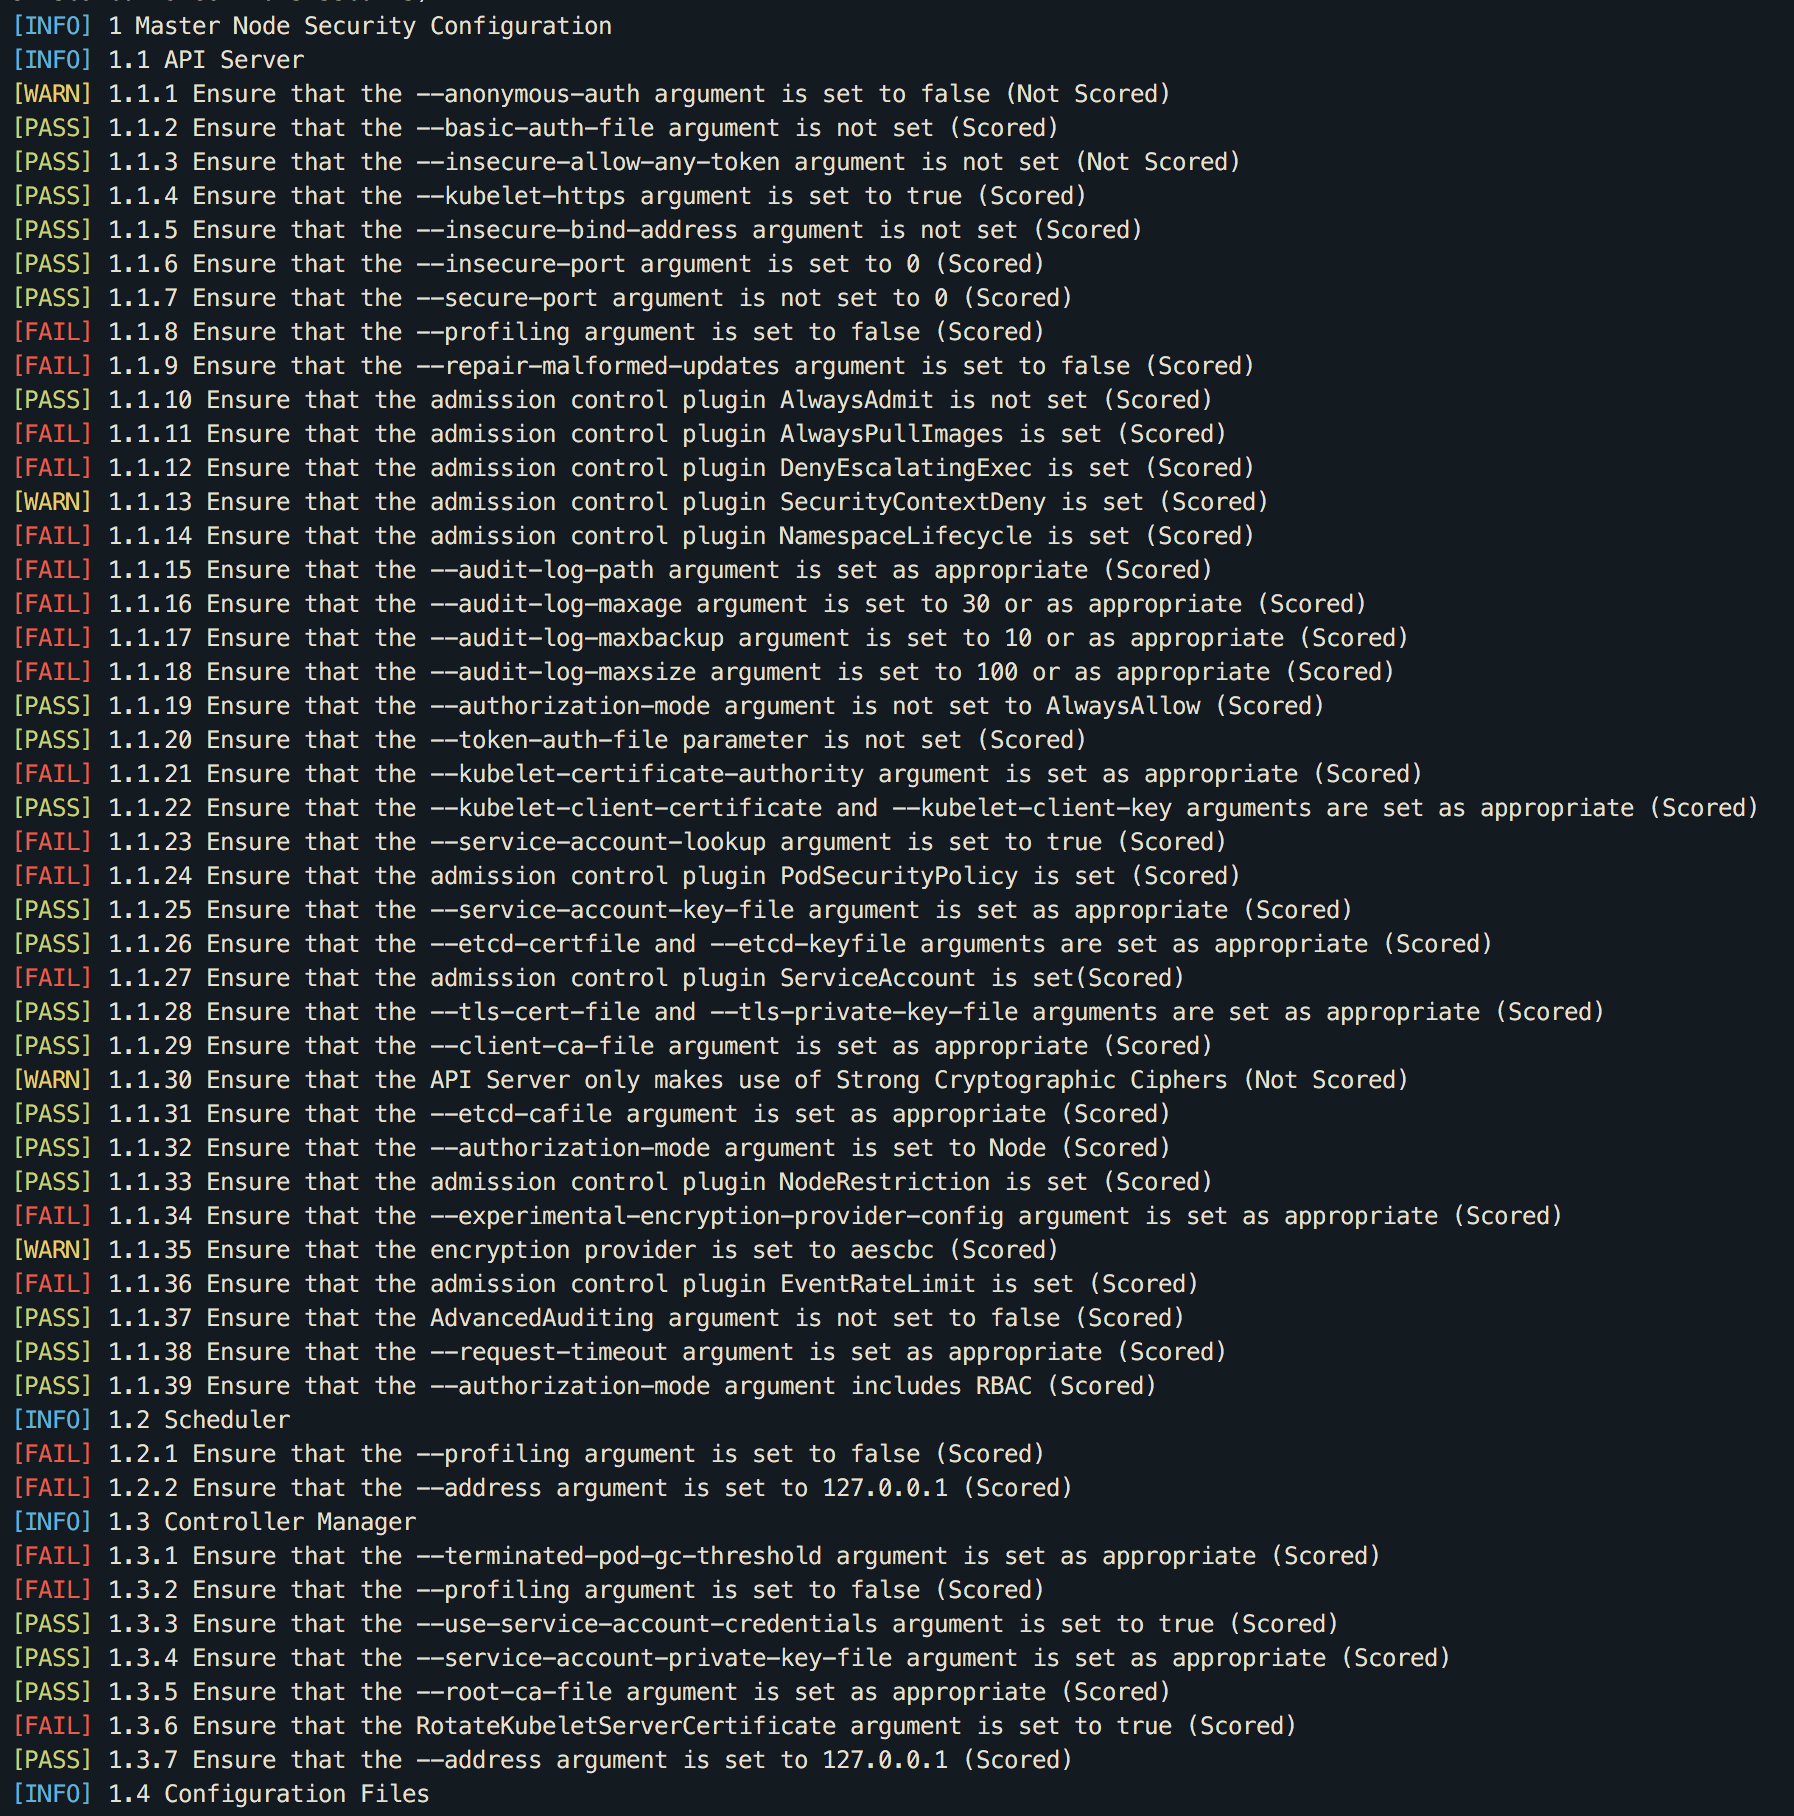 [INFO] 1 Master Node Security Configuration
[INFO] 1.1 API Server
[WARN] 1.1.1 Ensure that the --anonymous-auth argument is set to false (Not Scored)
[PASS] 1.1.2 Ensure that the --basic-auth-file argument is not set (Scored)
[PASS] 1.1.3 Ensure that the --insecure-allow-any-token argument is not set (Not Scored)
[PASS] 1.1.4 Ensure that the --kubelet-https argument is set to true (Scored)
[PASS] 1.1.5 Ensure that the --insecure-bind-address argument is not set (Scored)
[PASS] 1.1.6 Ensure that the --insecure-port argument is set to 0 (Scored)
[PASS] 1.1.7 Ensure that the --secure-port argument is not set to 0 (Scored)
[FAIL] 1.1.8 Ensure that the --profiling argument is set to false (Scored)
[FAIL] 1.1.9 Ensure that the --repair-malformed-updates argument is set to false (Scored)
[PASS] 1.1.10 Ensure that the admission control plugin AlwaysAdmit is not set (Scored)
[FAIL] 1.1.11 Ensure that the admission control plugin AlwaysPullImages is set (Scored)
[FAIL] 1.1.12 Ensure that the admission control plugin DenyEscalatingExec is set (Scored)
[WARN] 1.1.13 Ensure that the admission control plugin SecurityContextDeny is set (Scored)
[FAIL] 1.1.14 Ensure that the admission control plugin NamespaceLifecycle is set (Scored)
[FAIL] 1.1.15 Ensure that the --audit-log-path argument is set as appropriate (Scored)
[FAIL] 1.1.16 Ensure that the --audit-log-maxage argument is set to 30 or as appropriate (Scored)
[FAIL] 1.1.17 Ensure that the --audit-log-maxbackup argument is set to 10 or as appropriate (Scored)
[FAIL] 1.1.18 Ensure that the --audit-log-maxsize argument is set to 100 or as appropriate (Scored)
[PASS] 1.1.19 Ensure that the --authorization-mode argument is not set to AlwaysAllow (Scored)
[PASS] 1.1.20 Ensure that the --token-auth-file parameter is not set (Scored)
[FAIL] 1.1.21 Ensure that the --kubelet-certificate-authority argument is set as appropriate (Scored)
[PASS] 1.1.22 Ensure that the --kubelet-client-certificate and --kubelet-client-key arguments are set as appropriate (Scored)
[FAIL] 1.1.23 Ensure that the --service-account-lookup argument is set to true (Scored)
[FAIL] 1.1.24 Ensure that the admission control plugin PodSecurityPolicy is set (Scored)
[PASS] 1.1.25 Ensure that the --service-account-key-file argument is set as appropriate (Scored)
[PASS] 1.1.26 Ensure that the --etcd-certfile and --etcd-keyfile arguments are set as appropriate (Scored)
[FAIL] 1.1.27 Ensure that the admission control plugin ServiceAccount is set(Scored)
[PASS] 1.1.28 Ensure that the --tls-cert-file and --tls-private-key-file arguments are set as appropriate (Scored)
[PASS] 1.1.29 Ensure that the --client-ca-file argument is set as appropriate (Scored)
[WARN] 1.1.30 Ensure that the API Server only makes use of Strong Cryptographic Ciphers (Not Scored)
[PASS] 1.1.31 Ensure that the --etcd-cafile argument is set as appropriate (Scored)
[PASS] 1.1.32 Ensure that the --authorization-mode argument is set to Node (Scored)
[PASS] 1.1.33 Ensure that the admission control plugin NodeRestriction is set (Scored)
[FAIL] 1.1.34 Ensure that the --experimental-encryption-provider-config argument is set as appropriate (Scored)
[WARN] 1.1.35 Ensure that the encryption provider is set to aescbc (Scored)
[FAIL] 1.1.36 Ensure that the admission control plugin EventRateLimit is set (Scored)
[PASS] 1.1.37 Ensure that the AdvancedAuditing argument is not set to false (Scored)
[PASS] 1.1.38 Ensure that the --request-timeout argument is set as appropriate (Scored)
[PASS] 1.1.39 Ensure that the --authorization-mode argument includes RBAC (Scored)
[INFO] 1.2 Scheduler
[FAIL] 1.2.1 Ensure that the --profiling argument is set to false (Scored)
[FAIL] 1.2.2 Ensure that the --address argument is set to 127.0.0.1 (Scored)
[INFO] 1.3 Controller Manager
[FAIL] 1.3.1 Ensure that the --terminated-pod-gc-threshold argument is set as appropriate (Scored)
[FAIL] 1.3.2 Ensure that the --profiling argument is set to false (Scored)
[PASS] 1.3.3 Ensure that the --use-service-account-credentials argument is set to true (Scored)
[PASS] 1.3.4 Ensure that the --service-account-private-key-file argument is set as appropriate (Scored)
[PASS] 1.3.5 Ensure that the --root-ca-file argument is set as appropriate (Scored)
[FAIL] 1.3.6 Ensure that the RotateKubeletServerCertificate argument is set to true (Scored)
[PASS] 1.3.7 Ensure that the --address argument is set to 127.0.0.1 (Scored)
[INFO] 1.4 Configuration Files